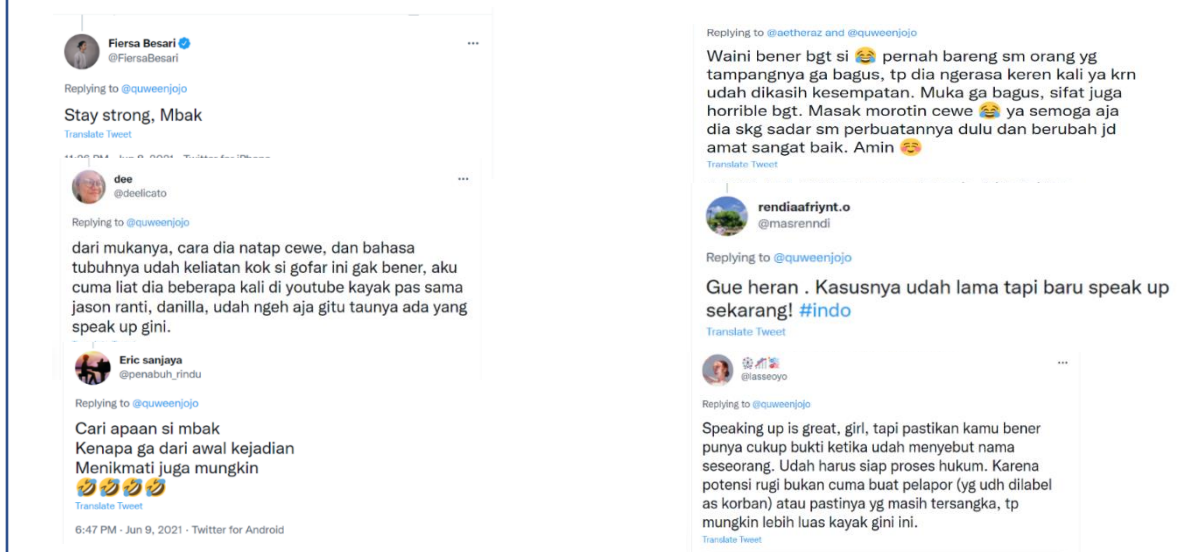 Fiersa Besari
@FiersaBesari
Replying to @quweenjojo
Stay strong, Mbak
Translate Tweet
11:06 PM · Jun 8, 2021 · Twitter for iPhone
dee
@deelicato
Replying to @quweenjojo
dari mukanya, cara dia natap cewe, dan bahasa
tubuhnya udah keliatan kok si gofar ini gak bener, aku
cuma liat dia beberapa kali di youtube kayak pas sama
jason ranti, danilla, udah ngeh aja gitu taunya ada yang
speak up gini.
Eric sanjaya
@penabuh_rindu
Replying to @quweenjojo
Cari apaan si mbak
Kenapa ga dari awal kejadian
Menikmati juga mungkin
🤣🤣🤣🤣
Translate Tweet
6:47 PM · Jun 9, 2021 · Twitter for Android
Replying to @aetheraz and @quweenjojo
Waini bener bgt si 😂 pernah bareng sm orang yg
tampangnya ga bagus, tp dia ngerasa keren kali ya krn
udah dikasih kesempatan. Muka ga bagus, sifat juga
horrible bgt. Masak morotin cewe 😂 ya semoga aja
dia skg sadar sm perbuatannya dulu dan berubah jd
amat sangat baik. Amin ☺️
Translate Tweet
rendiaafriynt.o
@masrenndi
Replying to @quweenjojo
Gue heran . Kasusnya udah lama tapi baru speak up
sekarang! #indo
Translate Tweet
@lasseoyo
Replying to @quweenjojo
Speaking up is great, girl, tapi pastikan kamu bener
punya cukup bukti ketika udah menyebut nama
seseorang. Udah harus siap proses hukum. Karena
potensi rugi bukan cuma buat pelapor (yg udh dilabel
as korban) atau pastinya yg masih tersangka, tp
mungkin lebih luas kayak gini ini.
Translate Tweet